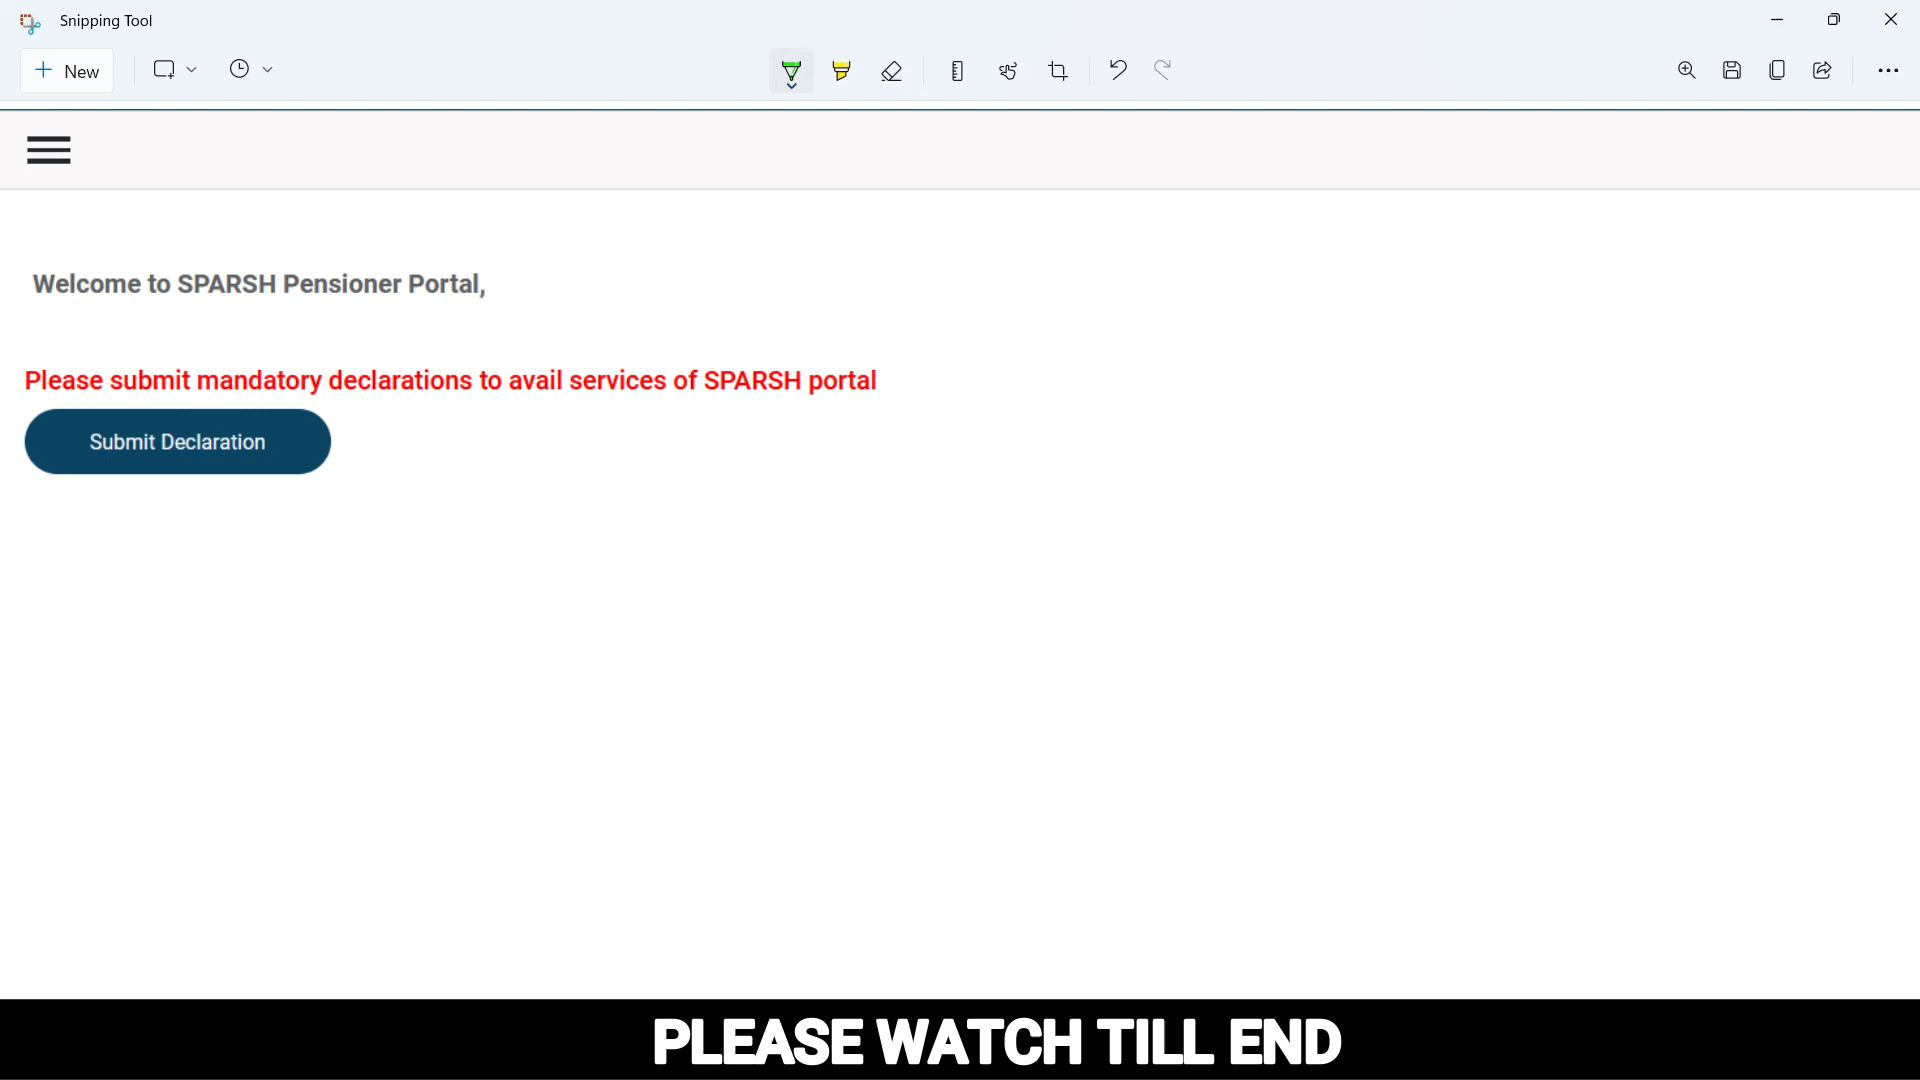 Snipping Tool
New
Welcome to SPARSH Pensioner Portal,
Please submit mandatory declarations to avail services of SPARSH portal
Submit Declaration
PLEASE WATCH TILL END